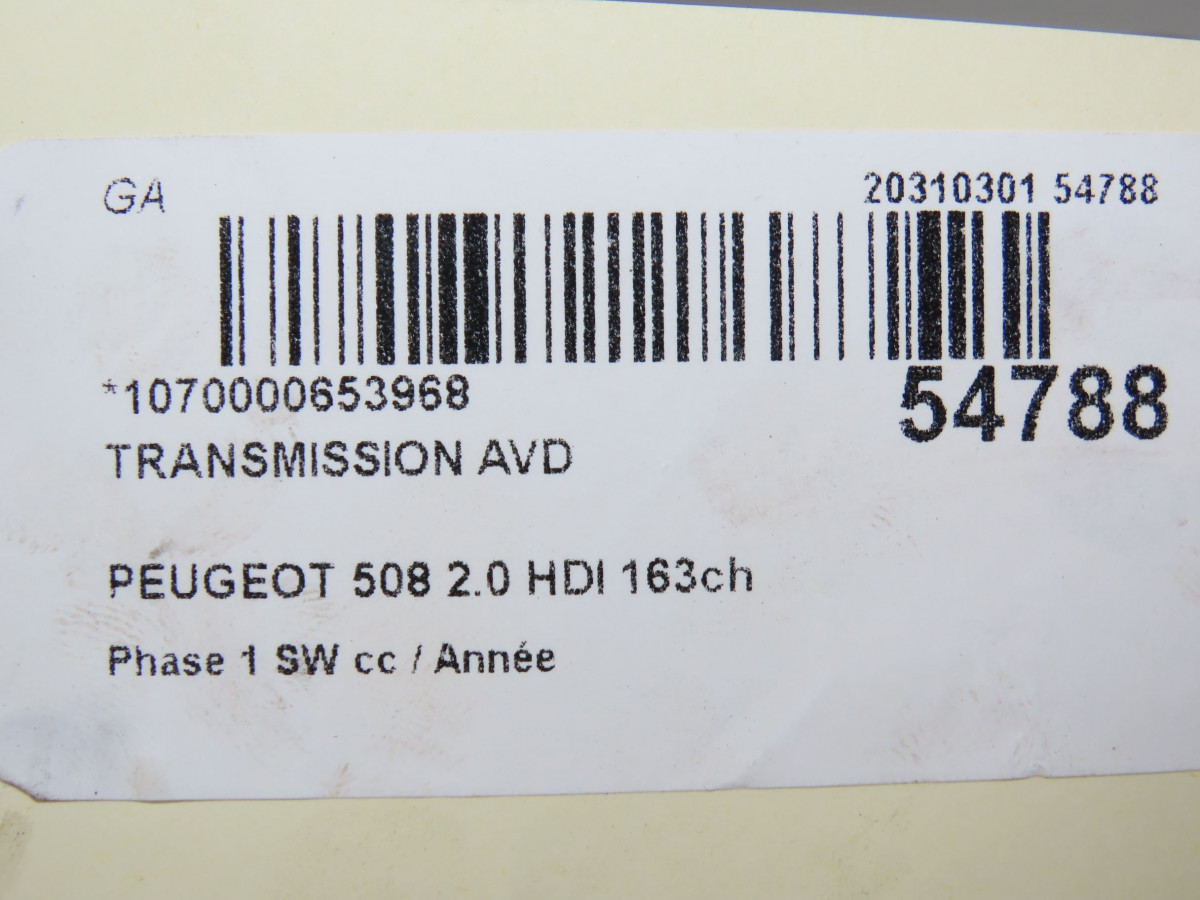 GA
20310301 54788
*1070000653968
54788
TRANSMISSION AVD
PEUGEOT 508 2.0 HDI 163ch
Phase 1 SW cc / Année